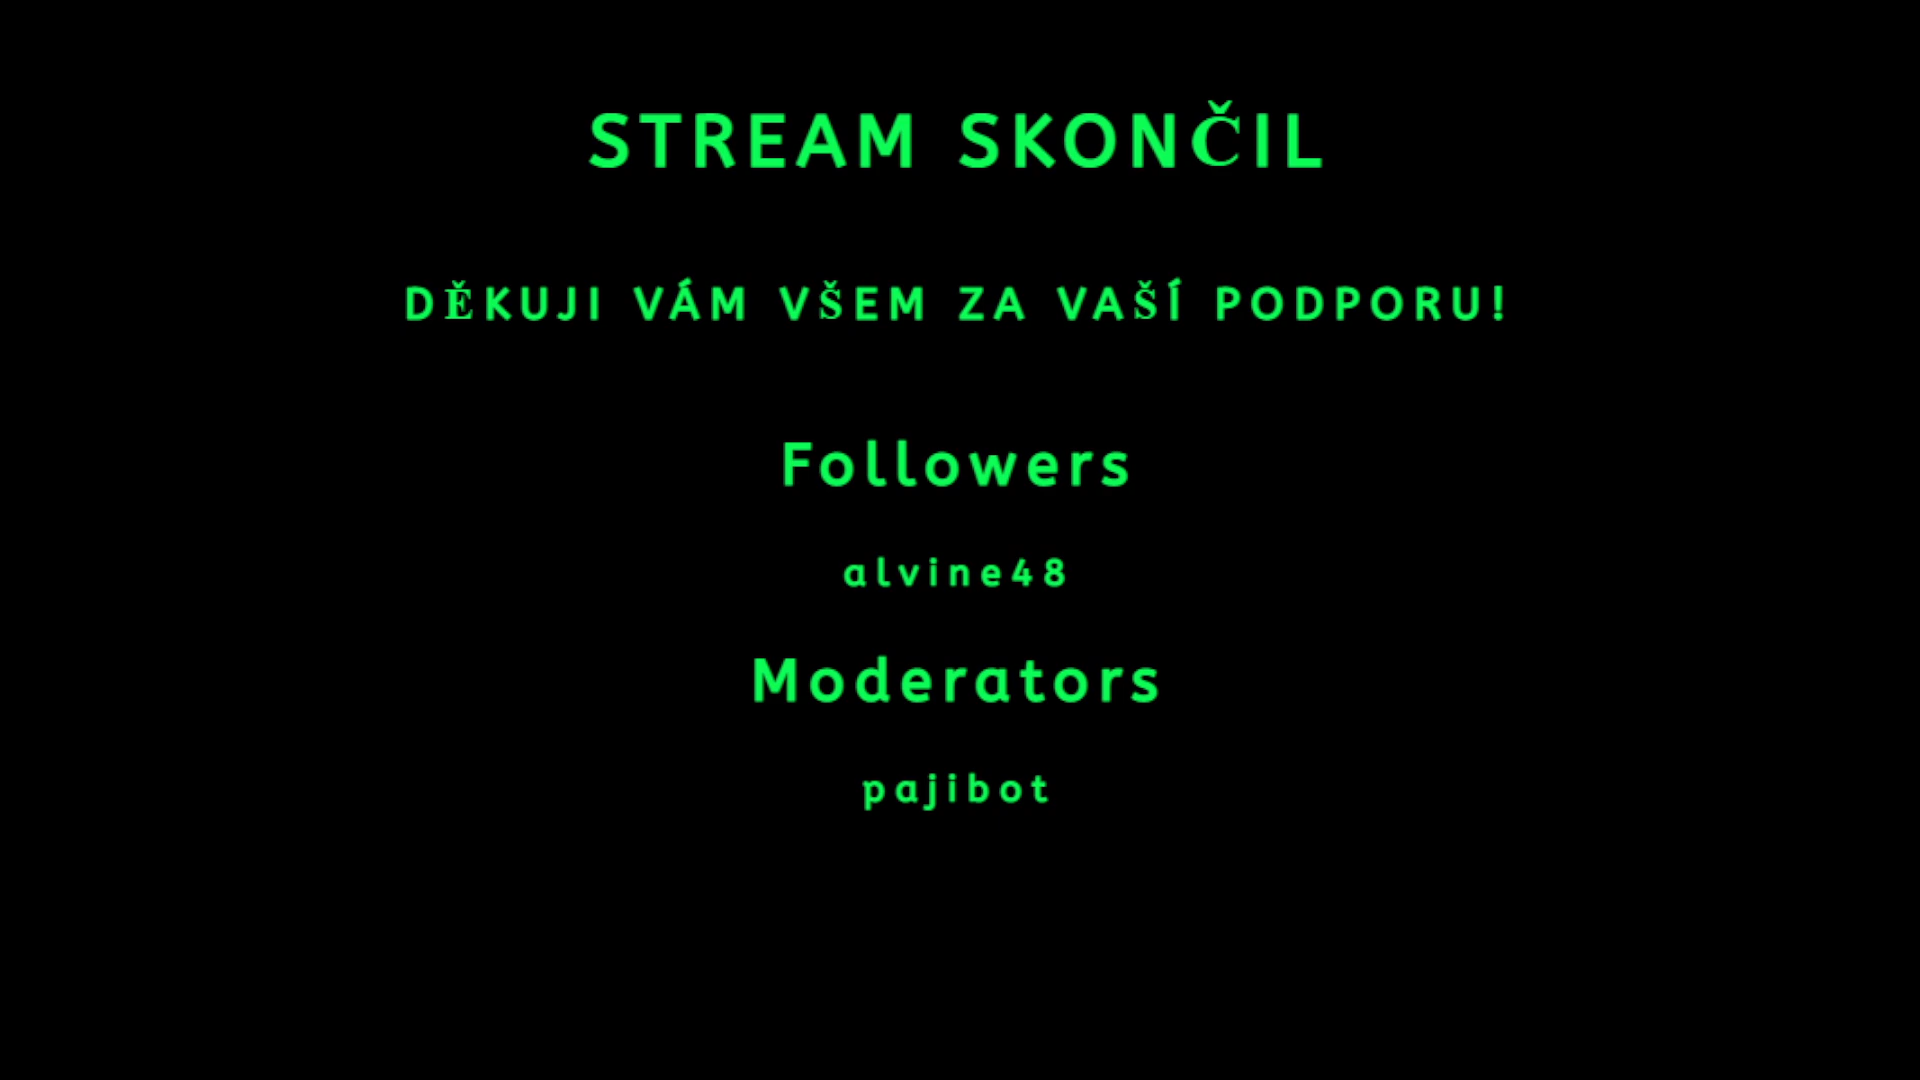 STREAM SKONČIL
DĚKUJI VÁM VŠEM ZA VAŠÍ PODPORU!
Followers
alvine48
Moderators
pajibot